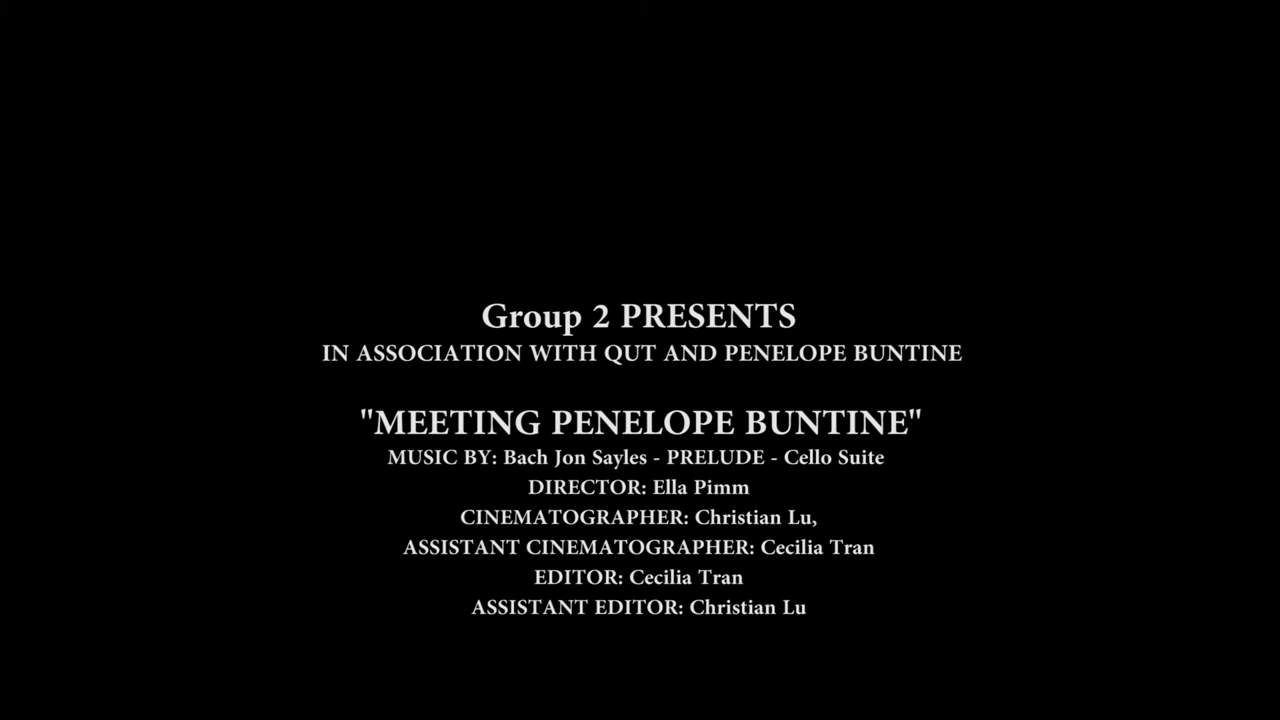 Group 2 PRESENTS
IN ASSOCIATION WITH QUT AND PENELOPE BUNTINE
"MEETING PENELOPE BUNTINE"
MUSIC BY: Bach Jon Sayles - PRELUDE - Cello Suite
DIRECTOR: Ella Pimm
CINEMATOGRAPHER: Christian Lu,
ASSISTANT CINEMATOGRAPHER: Cecilia Tran
EDITOR: Cecilia Tran
ASSISTANT EDITOR: Christian Lu